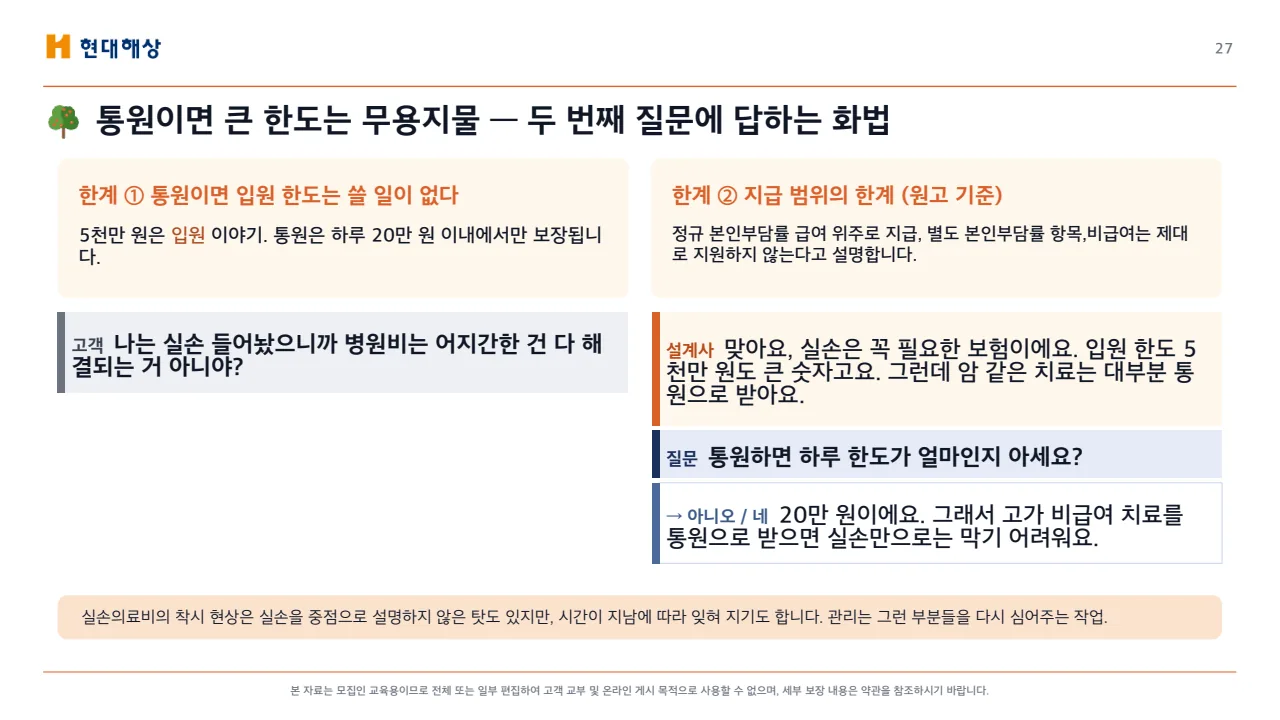 현대해상
27
통원이면 큰 한도는 무용지물 — 두 번째 질문에 답하는 화법
한계 ① 통원이면 입원 한도는 쓸 일이 없다
5천만 원은 입원 이야기. 통원은 하루 20만 원 이내에서만 보장됩니
다.
한계 ② 지급 범위의 한계 (원고 기준)
정규 본인부담률 급여 위주로 지급, 별도 본인부담률 항목,비급여는 제대
로 지원하지 않는다고 설명합니다.
고객 나는 실손 들어놨으니까 병원비는 어지간한 건 다 해
결되는 거 아니야?
설계사 맞아요, 실손은 꼭 필요한 보험이에요. 입원 한도 5
천만 원도 큰 숫자고요. 그런데 암 같은 치료는 대부분 통
원으로 받아요.
질문 통원하면 하루 한도가 얼마인지 아세요?
→ 아니오 / 네 20만 원이에요. 그래서 고가 비급여 치료를
통원으로 받으면 실손만으로는 막기 어려워요.
실손의료비의 착시 현상은 실손을 중점으로 설명하지 않은 탓도 있지만, 시간이 지남에 따라 잊혀 지기도 합니다. 관리는 그런 부분들을 다시 심어주는 작업.
본 자료는 모집인 교육용이므로 전체 또는 일부 편집하여 고객 교부 및 온라인 게시 목적으로 사용할 수 없으며, 세부 보장 내용은 약관을 참조하시기 바랍니다.